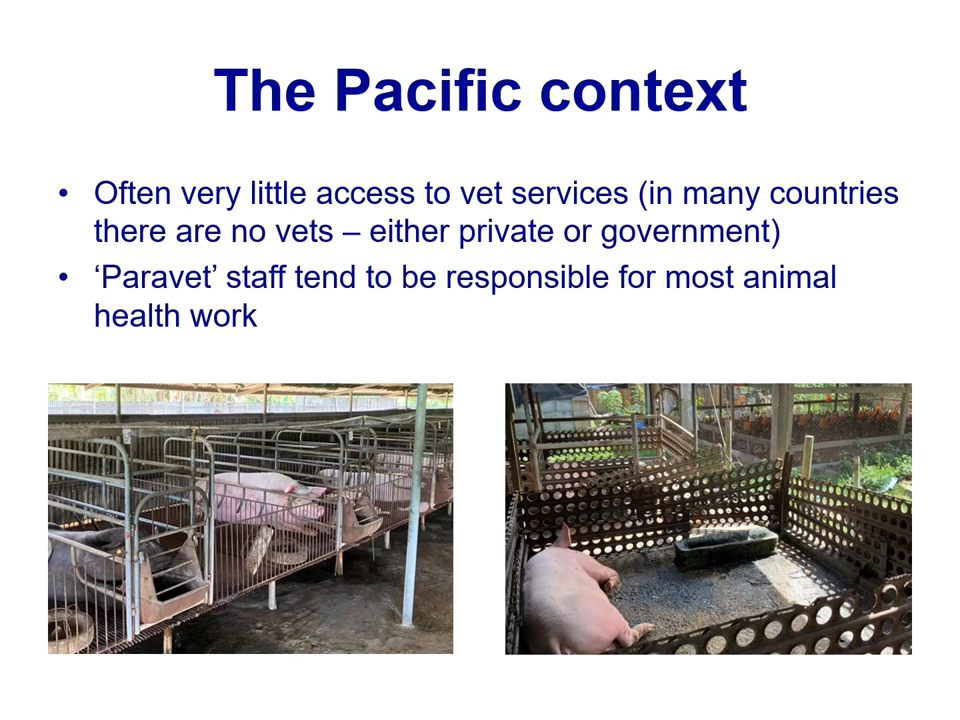 The Pacific context
• Often very little access to vet services (in many countries
there are no vets – either private or government)
• ‘Paravet’ staff tend to be responsible for most animal
health work